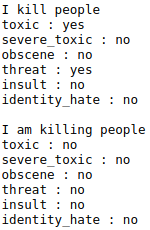 I kill people
toxic : yes
severe_toxic : no
obscene : no
threat : yes
insult : no
identity_hate : no

I am killing people
toxic : no
severe_toxic : no
obscene : no
threat : no
insult : no
identity_hate : no